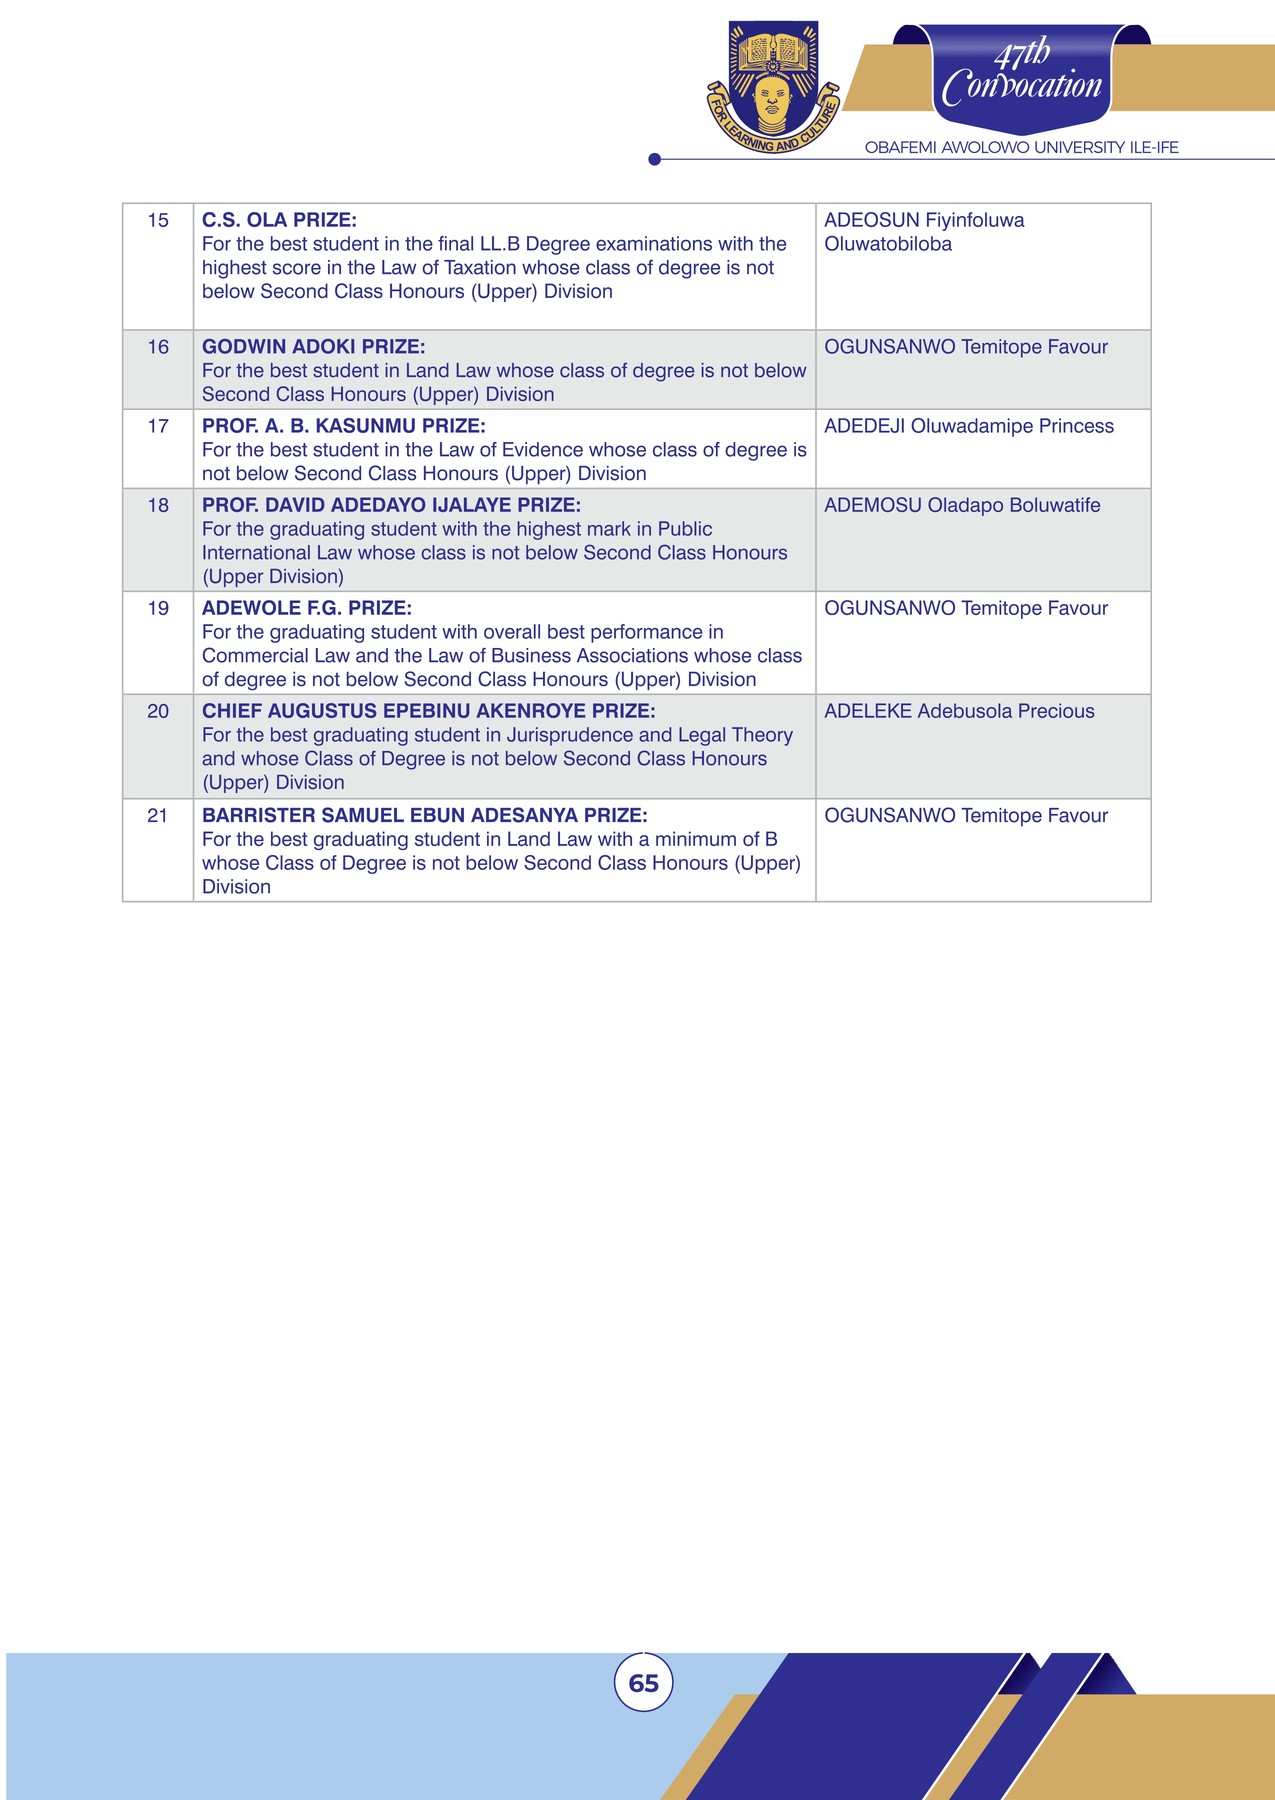 FOR LEARNING AND CULTURE
47th
Convocation
OBAFEMI AWOLOWO UNIVERSITY ILE-IFE
15
C.S. OLA PRIZE:
For the best student in the final LL.B Degree examinations with the
highest score in the Law of Taxation whose class of degree is not
below Second Class Honours (Upper) Division
ADEOSUN Fiyinfoluwa
Oluwatobiloba
16
GODWIN ADOKI PRIZE:
For the best student in Land Law whose class of degree is not below
Second Class Honours (Upper) Division
OGUNSANWO Temitope Favour
17
PROF. A. B. KASUNMU PRIZE:
For the best student in the Law of Evidence whose class of degree is
not below Second Class Honours (Upper) Division
ADEDEJI Oluwadamipe Princess
18
PROF. DAVID ADEDAYO IJALAYE PRIZE:
For the graduating student with the highest mark in Public
International Law whose class is not below Second Class Honours
(Upper Division)
ADEMOSU Oladapo Boluwatife
19
ADEWOLE F.G. PRIZE:
For the graduating student with overall best performance in
Commercial Law and the Law of Business Associations whose class
of degree is not below Second Class Honours (Upper) Division
OGUNSANWO Temitope Favour
20
CHIEF AUGUSTUS EPEBINU AKENROYE PRIZE:
For the best graduating student in Jurisprudence and Legal Theory
and whose Class of Degree is not below Second Class Honours
(Upper) Division
ADELEKE Adebusola Precious
21
BARRISTER SAMUEL EBUN ADESANYA PRIZE:
For the best graduating student in Land Law with a minimum of B
whose Class of Degree is not below Second Class Honours (Upper)
Division
OGUNSANWO Temitope Favour
65